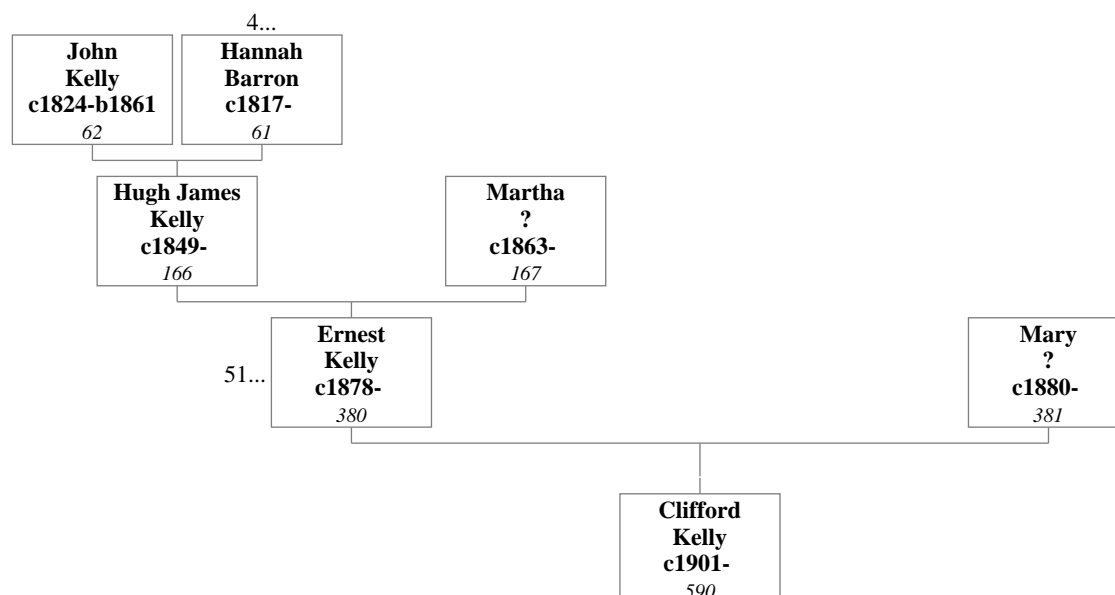 4...
John
Kelly
c1824-b1861
62
Hannah
Barron
c1817-
61
Hugh James
Kelly
c1849-
166
Martha
?
c1863-
167
51...
Ernest
Kelly
c1878-
380
Mary
?
c1880-
381
Clifford
Kelly
c1901-
590